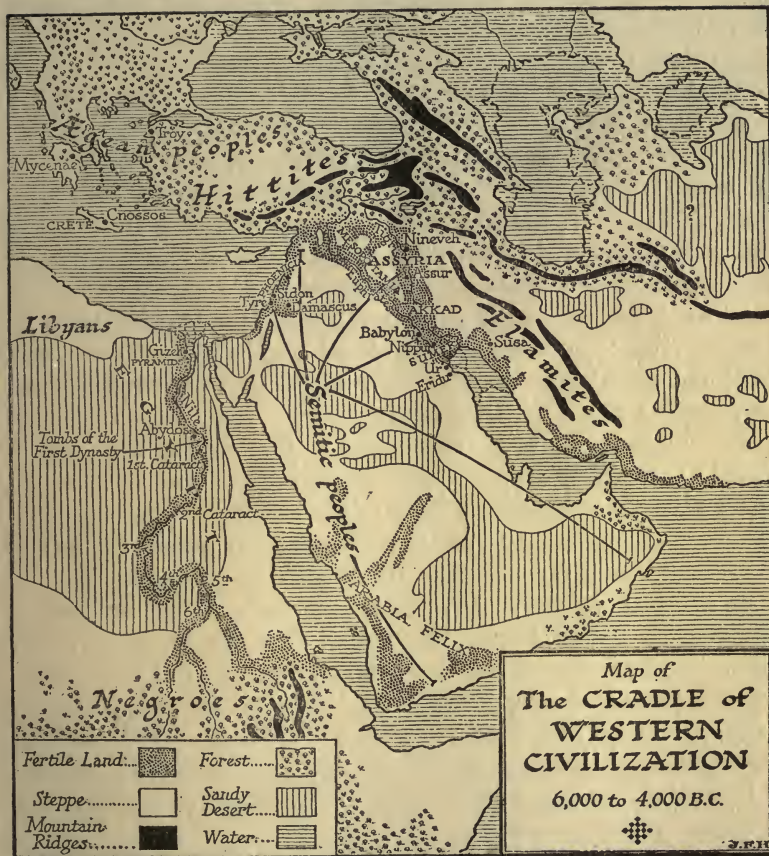 Aegean peoples
Troy
Mycenae
Hittites
Cnossos
CRETE
Nineveh
ASSYRIA
Assur
Sidon
Tyre
Damascus
AKKAD
Libyans
Babylon
Nippur
Susa
Elamites
Ur
Eridu
Gizeh
PYRAMIDS
Semitic peoples
Abydos
Tombs of the
First Dynasty
1st. Cataract
2nd Cataract
3rd
4th
5th
6th
?
ARABIA FELIX
Negroes
Map of
The CRADLE of
WESTERN
CIVILIZATION
6,000 to 4,000 B.C.
J.F.H.
Fertile Land
Forest
Steppe
Sandy
Desert
Mountain
Ridges
Water